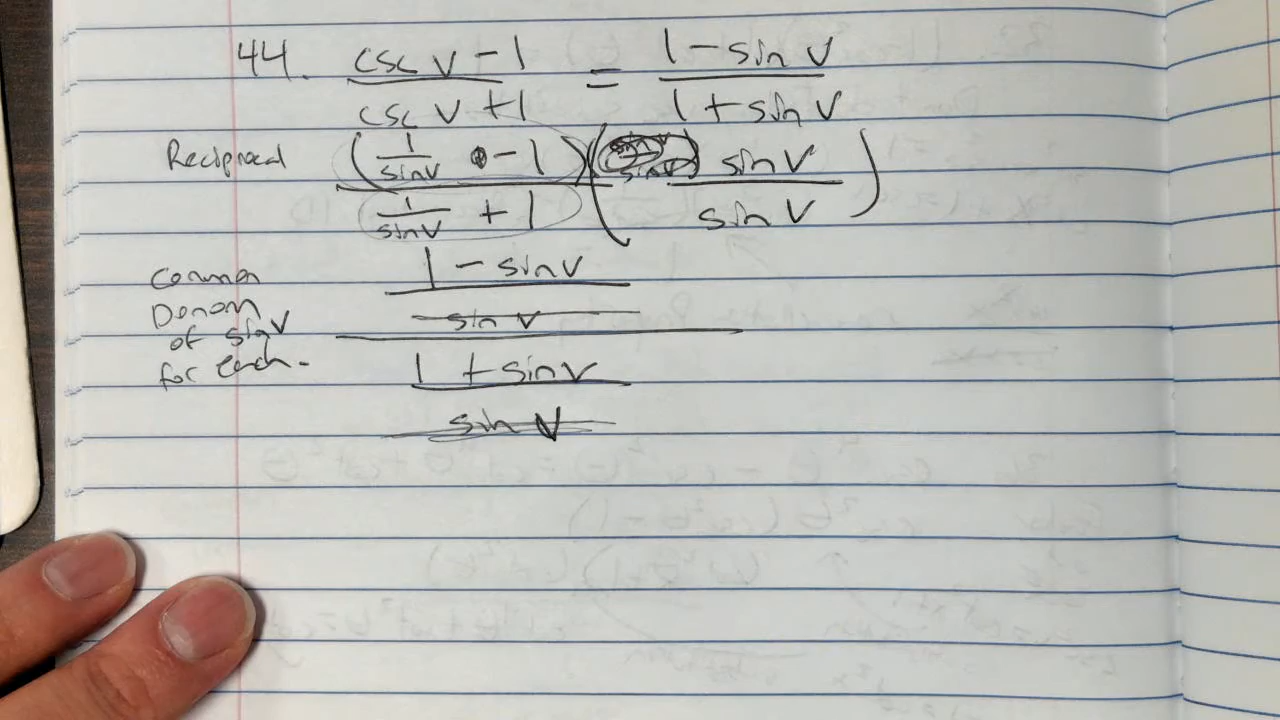 44. csc v - 1 / csc v + 1 = 1 - sin v / 1 + sin v
Reciprocal (1/sin v - 1 / 1/sin v + 1) (sin v / sin v)
Common
Denom
of sin v
for each.
1 - sin v
sin v
1 + sin v
sin v